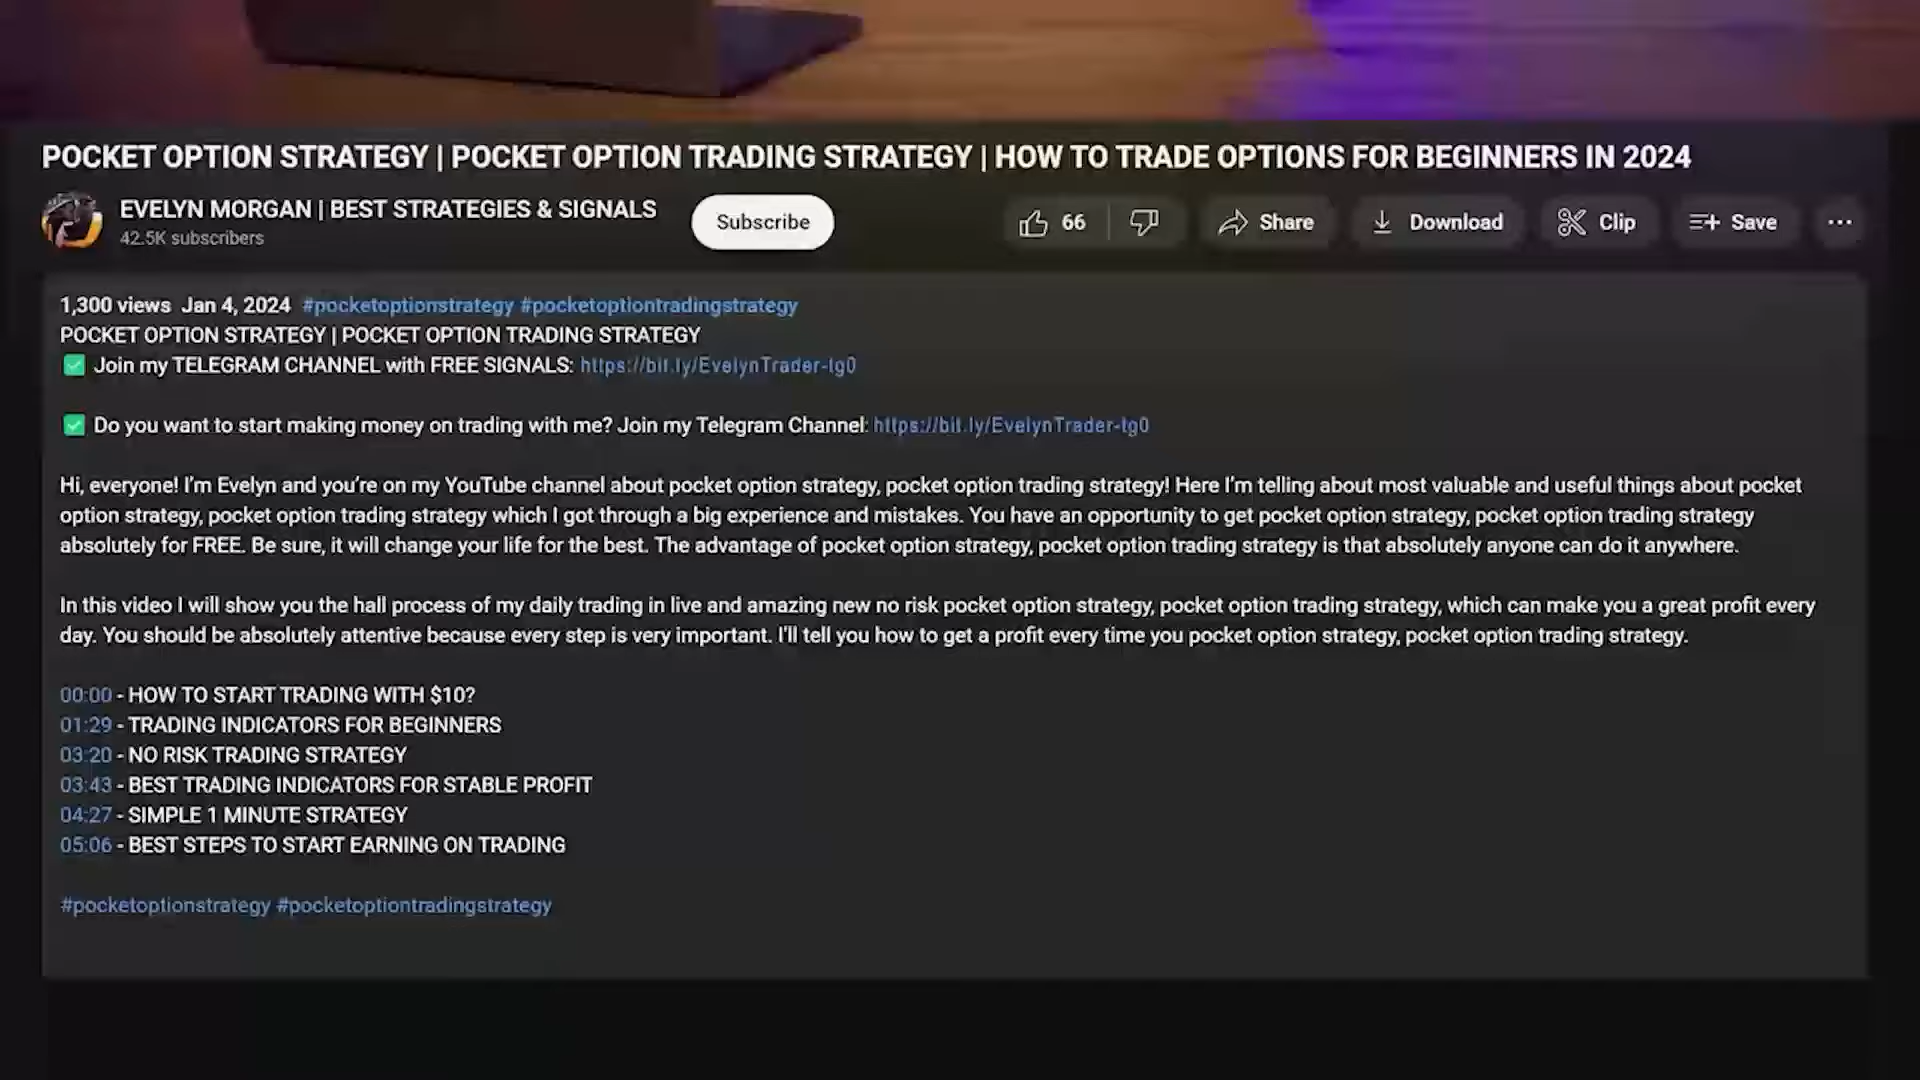 POCKET OPTION STRATEGY | POCKET OPTION TRADING STRATEGY | HOW TO TRADE OPTIONS FOR BEGINNERS IN 2024
EVELYN MORGAN | BEST STRATEGIES & SIGNALS
42.5K subscribers
Subscribe
66
Share
Download
Clip
Save
1,300 views Jan 4, 2024 #pocketoptionstrategy #pocketoptiontradingstrategy
POCKET OPTION STRATEGY | POCKET OPTION TRADING STRATEGY
✅ Join my TELEGRAM CHANNEL with FREE SIGNALS: https://bit.ly/EvelynTrader-tg0
✅ Do you want to start making money on trading with me? Join my Telegram Channel: https://bit.ly/EvelynTrader-tg0
Hi, everyone! I'm Evelyn and you're on my YouTube channel about pocket option strategy, pocket option trading strategy! Here I'm telling about most valuable and useful things about pocket
option strategy, pocket option trading strategy which I got through a big experience and mistakes. You have an opportunity to get pocket option strategy, pocket option trading strategy
absolutely for FREE. Be sure, it will change your life for the best. The advantage of pocket option strategy, pocket option trading strategy is that absolutely anyone can do it anywhere.
In this video I will show you the hall process of my daily trading in live and amazing new no risk pocket option strategy, pocket option trading strategy, which can make you a great profit every
day. You should be absolutely attentive because every step is very important. I'll tell you how to get a profit every time you pocket option strategy, pocket option trading strategy.
00:00 - HOW TO START TRADING WITH $10?
01:29 - TRADING INDICATORS FOR BEGINNERS
03:20 - NO RISK TRADING STRATEGY
03:43 - BEST TRADING INDICATORS FOR STABLE PROFIT
04:27 - SIMPLE 1 MINUTE STRATEGY
05:06 - BEST STEPS TO START EARNING ON TRADING
#pocketoptionstrategy #pocketoptiontradingstrategy